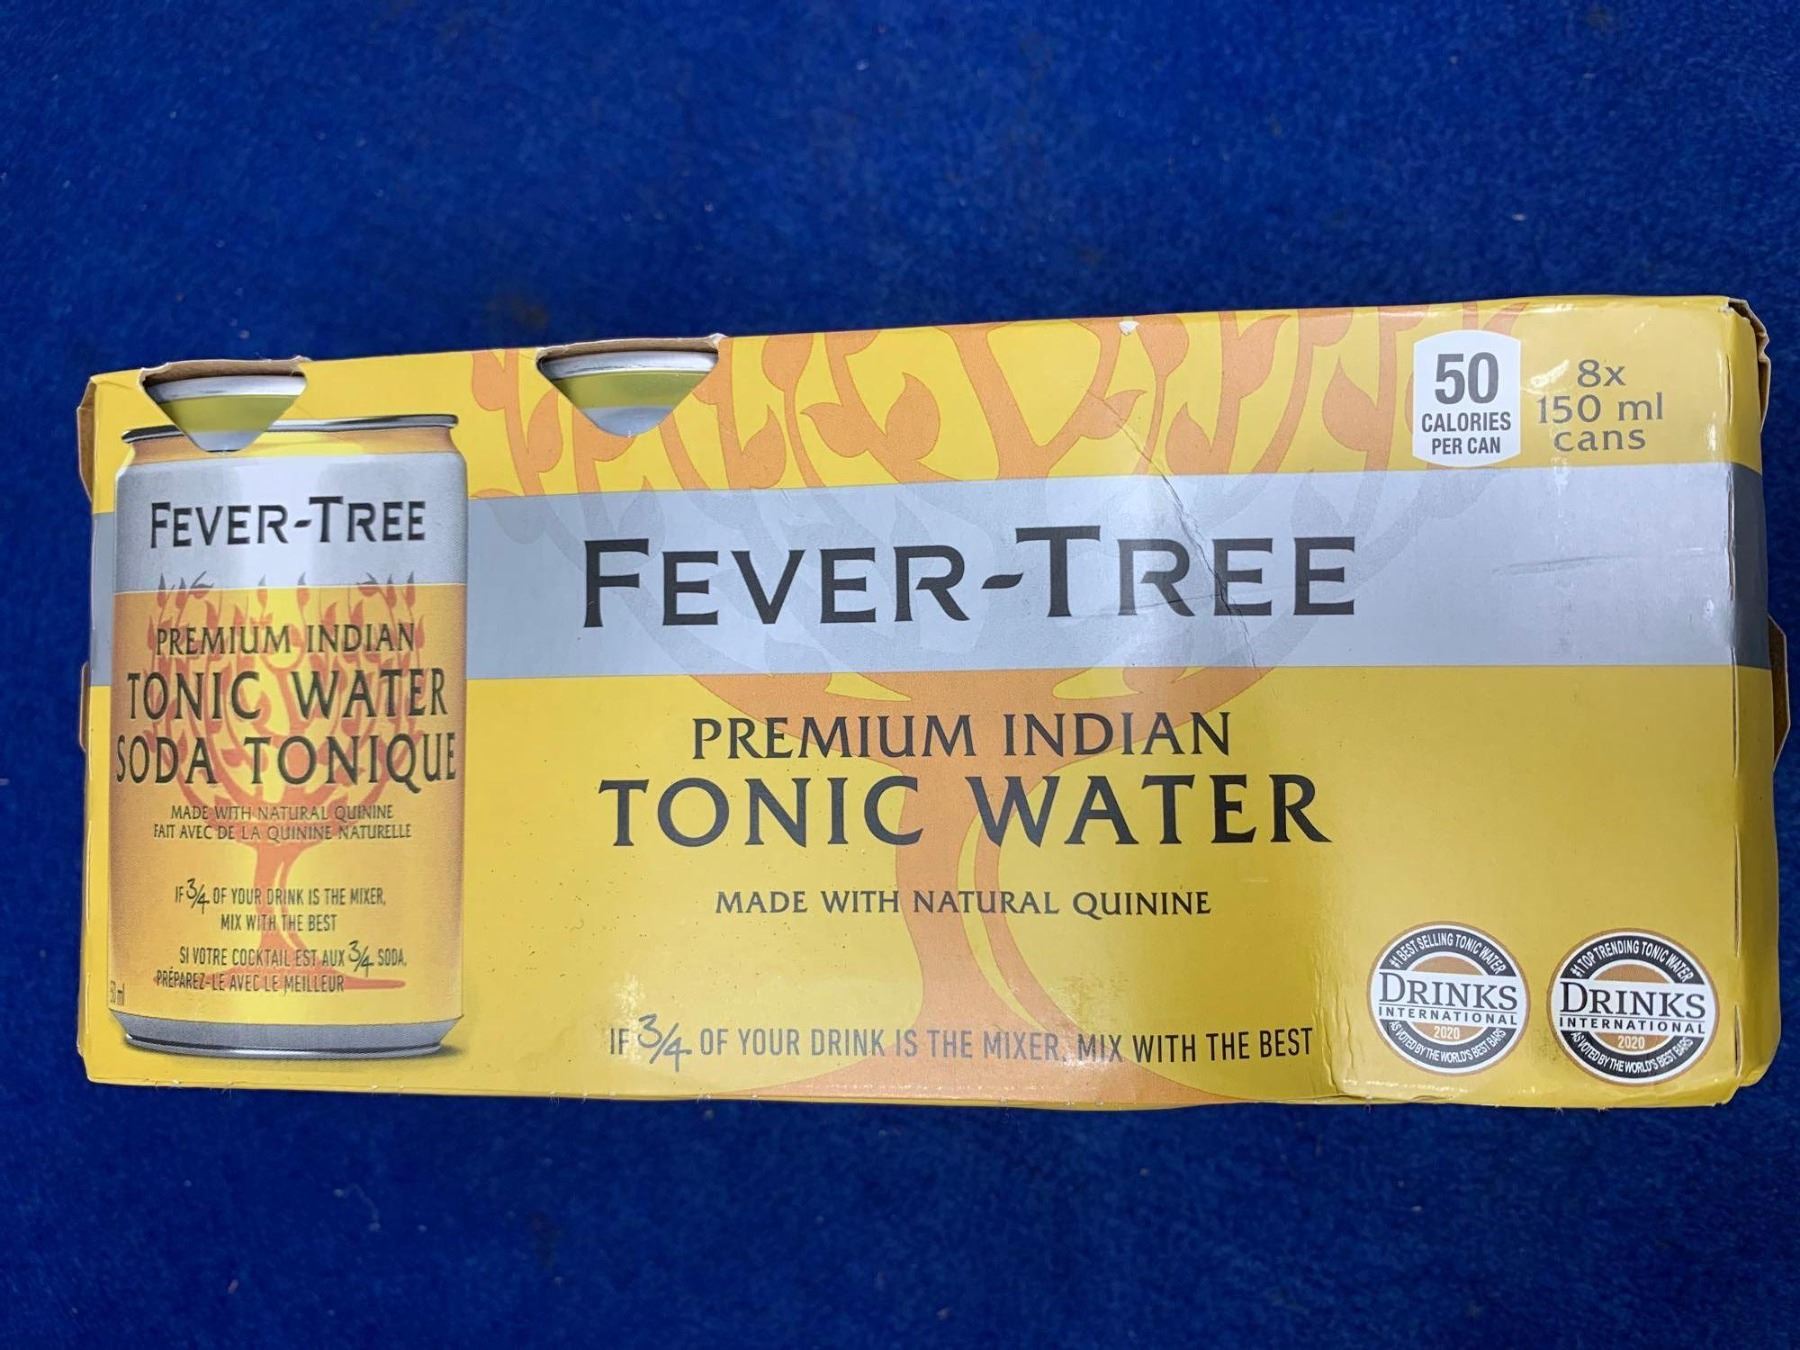 FEVER-TREE
PREMIUM INDIAN
TONIC WATER
SODA TONIQUE
MADE WITH NATURAL QUININE
FAIT AVEC DE LA QUININE NATURELLE
IF 3/4 OF YOUR DRINK IS THE MIXER,
MIX WITH THE BEST
SI VOTRE COCKTAIL EST AUX 3/4 SODA,
PRÉPAREZ-LE AVEC LE MEILLEUR
50
CALORIES
PER CAN
8x
150 ml
cans
FEVER-TREE
PREMIUM INDIAN
TONIC WATER
MADE WITH NATURAL QUININE
IF 3/4 OF YOUR DRINK IS THE MIXER, MIX WITH THE BEST
#1 BEST SELLING TONIC WATER
DRINKS
INTERNATIONAL
2020
AS VOTED BY THE WORLD'S BEST BARS
#1 TOP TRENDING TONIC WATER
DRINKS
INTERNATIONAL
2020
AS VOTED BY THE WORLD'S BEST BARS